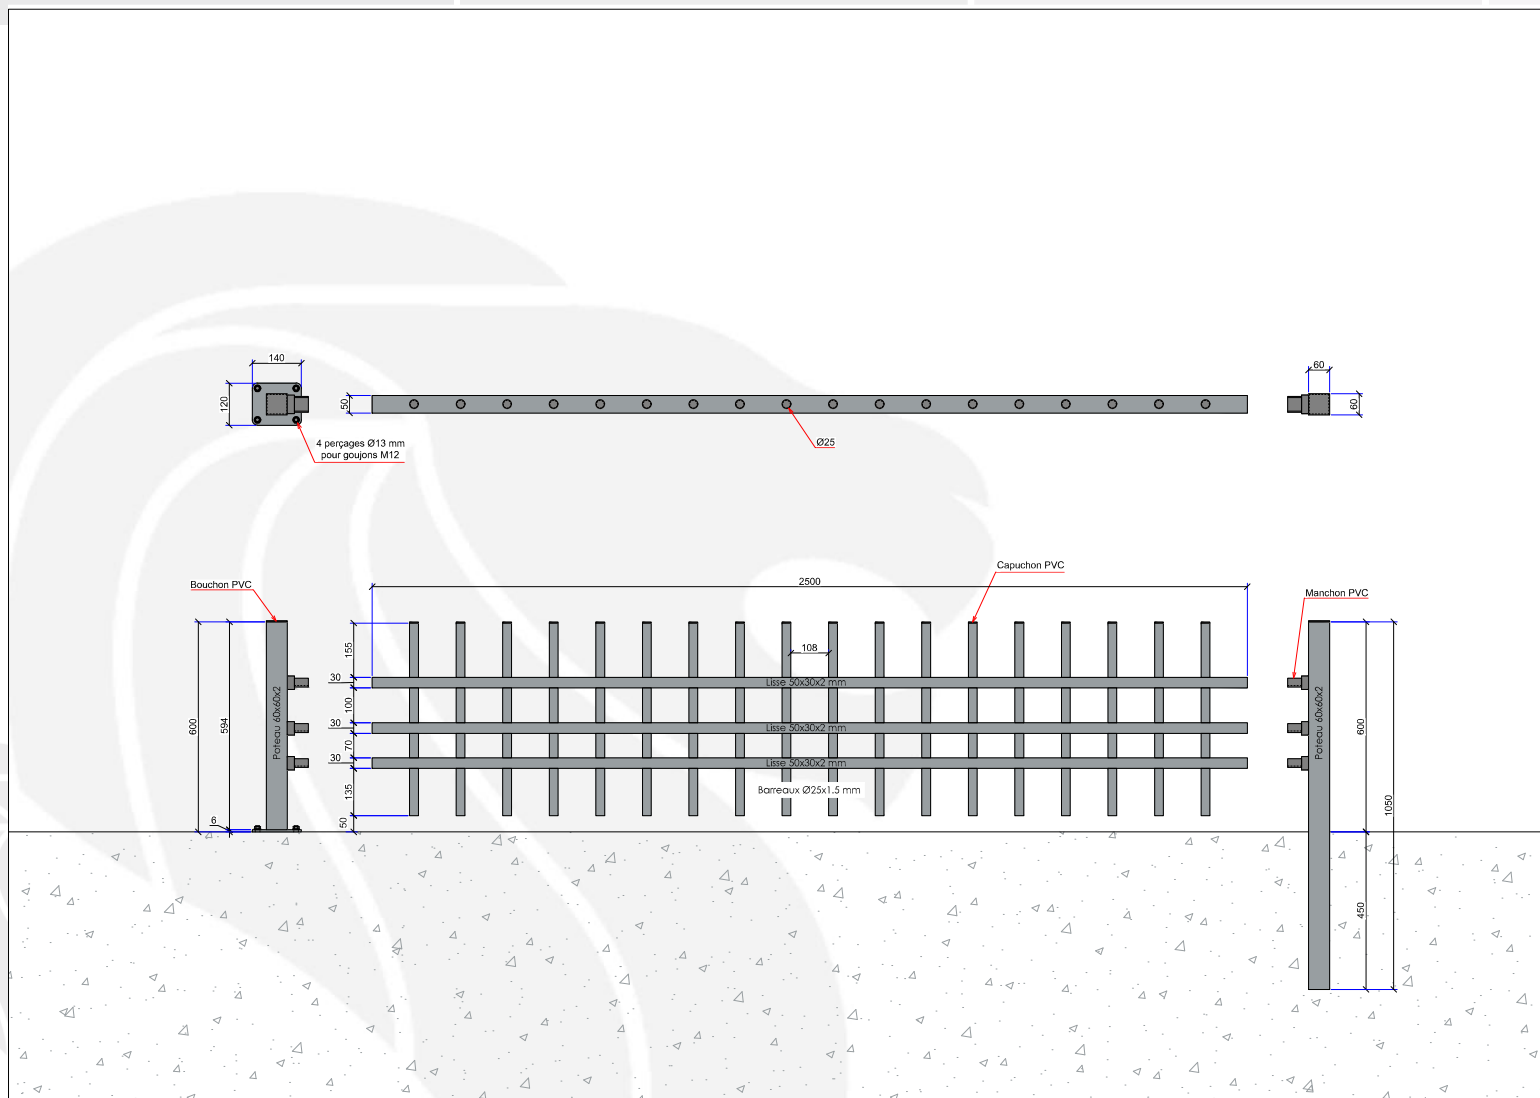 140
120
4 perçages Ø13 mm
pour goujons M12
50
Ø25
60
60
Bouchon PVC
2500
Capuchon PVC
Manchon PVC
600
594
6
Poteau 60x60x2
155
30
100
30
70
30
135
50
108
Lisse 50x30x2 mm
Lisse 50x30x2 mm
Lisse 50x30x2 mm
Barreaux Ø25x1.5 mm
Poteau 60x60x2
600
1050
450